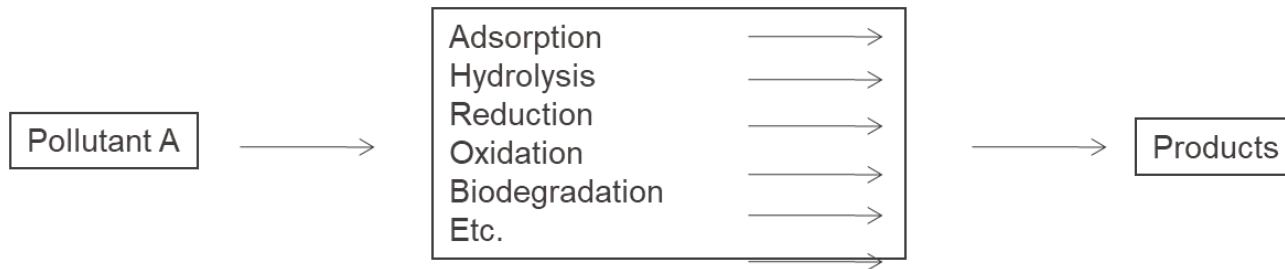 Pollutant A
Adsorption
Hydrolysis
Reduction
Oxidation
Biodegradation
Etc.
Products